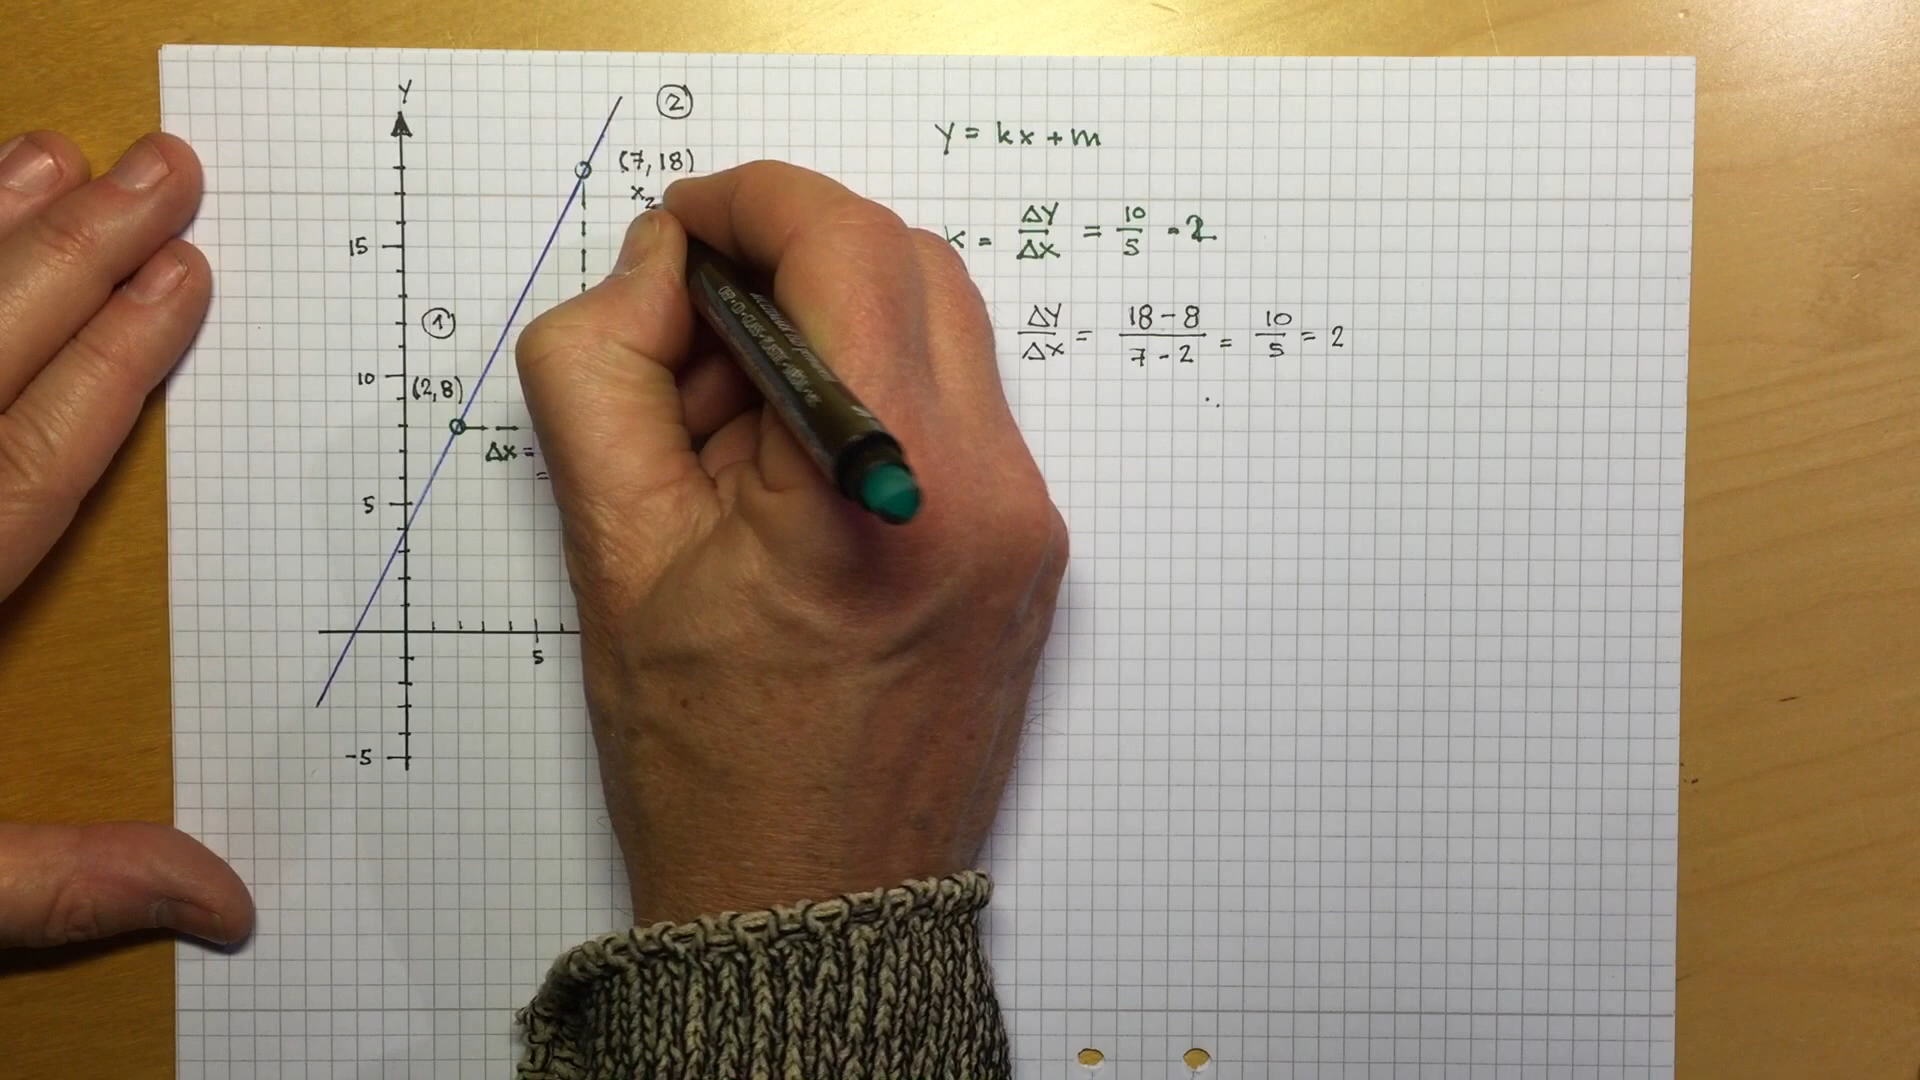 Y
②
(7,18)
x₂
15
①
10
(2,8)
Δx =
=
5
5
-5
y = kx + m
k = ΔY/ΔX = 10/5 = 2
ΔY/ΔX = 18-8/7-2 = 10/5 = 2